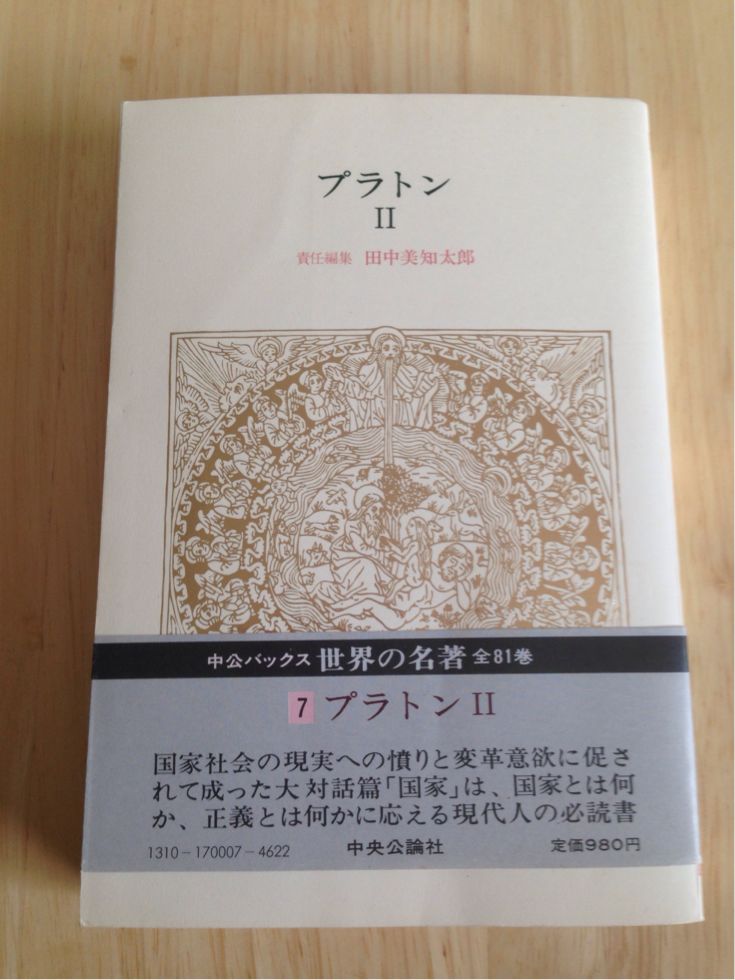 プラトン
II
責任編集 田中美知太郎
中公バックス 世界の名著 全81巻
7 プラトン II
国家社会の現実への憤りと変革意欲に促さ
れて成った大対話篇「国家」は、国家とは何
か、正義とは何かに応える現代人の必読書
1310-170007-4622 中央公論社 定価980円